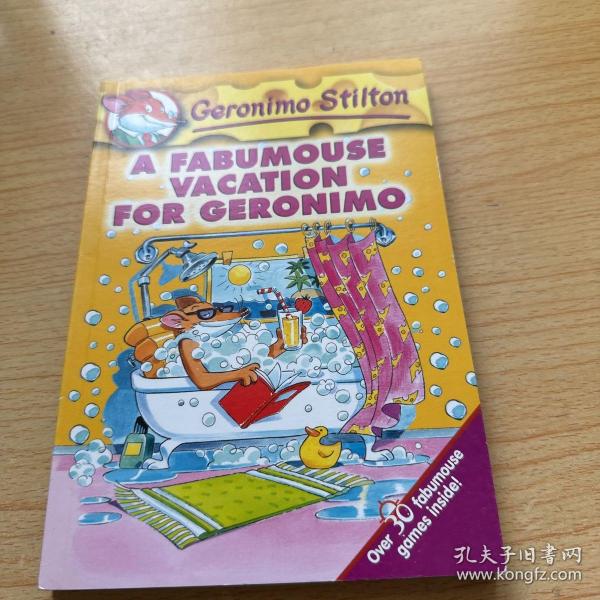 Geronimo Stilton
A FABUMOUSE
VACATION
FOR GERONIMO
Over 30 fabumouse
games inside!
孔夫子旧书网
www.kongfz.com